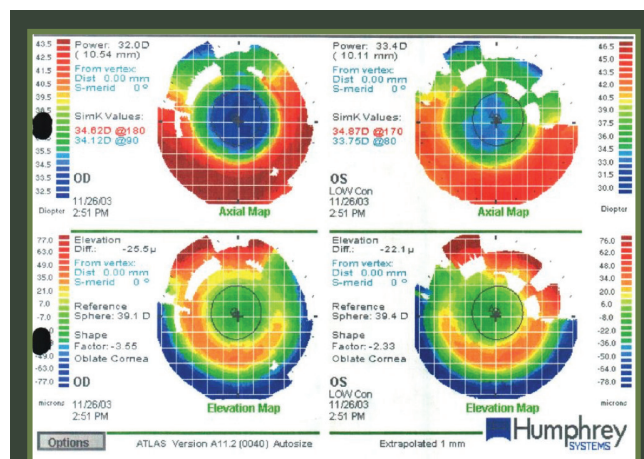 43.5
42.5
41.5
40.5
39.5
38.5
36.5
35.5
34.5
33.5
32.5
Diopter
Power: 32.0 D
( 10.54 mm)
From vertex:
Dist 0.00 mm
S-merid 0 º
SimK Values:
34.62D @180
34.12D @90
OD
11/26/03
2:51 PM
Axial Map
Power: 33.4 D
( 10.11 mm)
From vertex:
Dist 0.00 mm
S-merid 0 º
SimK Values:
34.87D @170
33.75D @80
OS
LOW Con
11/26/03
2:51 PM
Axial Map
46.5
45.0
43.5
42.0
40.5
39.0
37.5
36.0
34.5
33.0
31.5
30.0
Diopter
77.0
63.0
49.0
35.0
21.0
7.0
-7.0
-21.0
-49.0
-63.0
-77.0
microns
Elevation
Diff.: -25.5µ
From vertex:
Dist 0.00 mm
S-merid 0 º
Reference
Sphere: 39.1 D
Shape
Factor: -3.55
Oblate Cornea
OD
11/26/03
2:51 PM
Elevation Map
Elevation
Diff.: -22.1µ
From vertex:
Dist 0.00 mm
S-merid 0 º
Reference
Sphere: 39.4 D
Shape
Factor: -2.33
Oblate Cornea
OS
LOW Con
11/26/03
2:51 PM
Elevation Map
76.0
62.0
48.0
34.0
20.0
6.0
-8.0
-22.0
-36.0
-50.0
-64.0
-78.0
microns
Options
ATLAS Version A11.2 (0040) Autosize
Extrapolated 1 mm
Humphrey
SYSTEMS